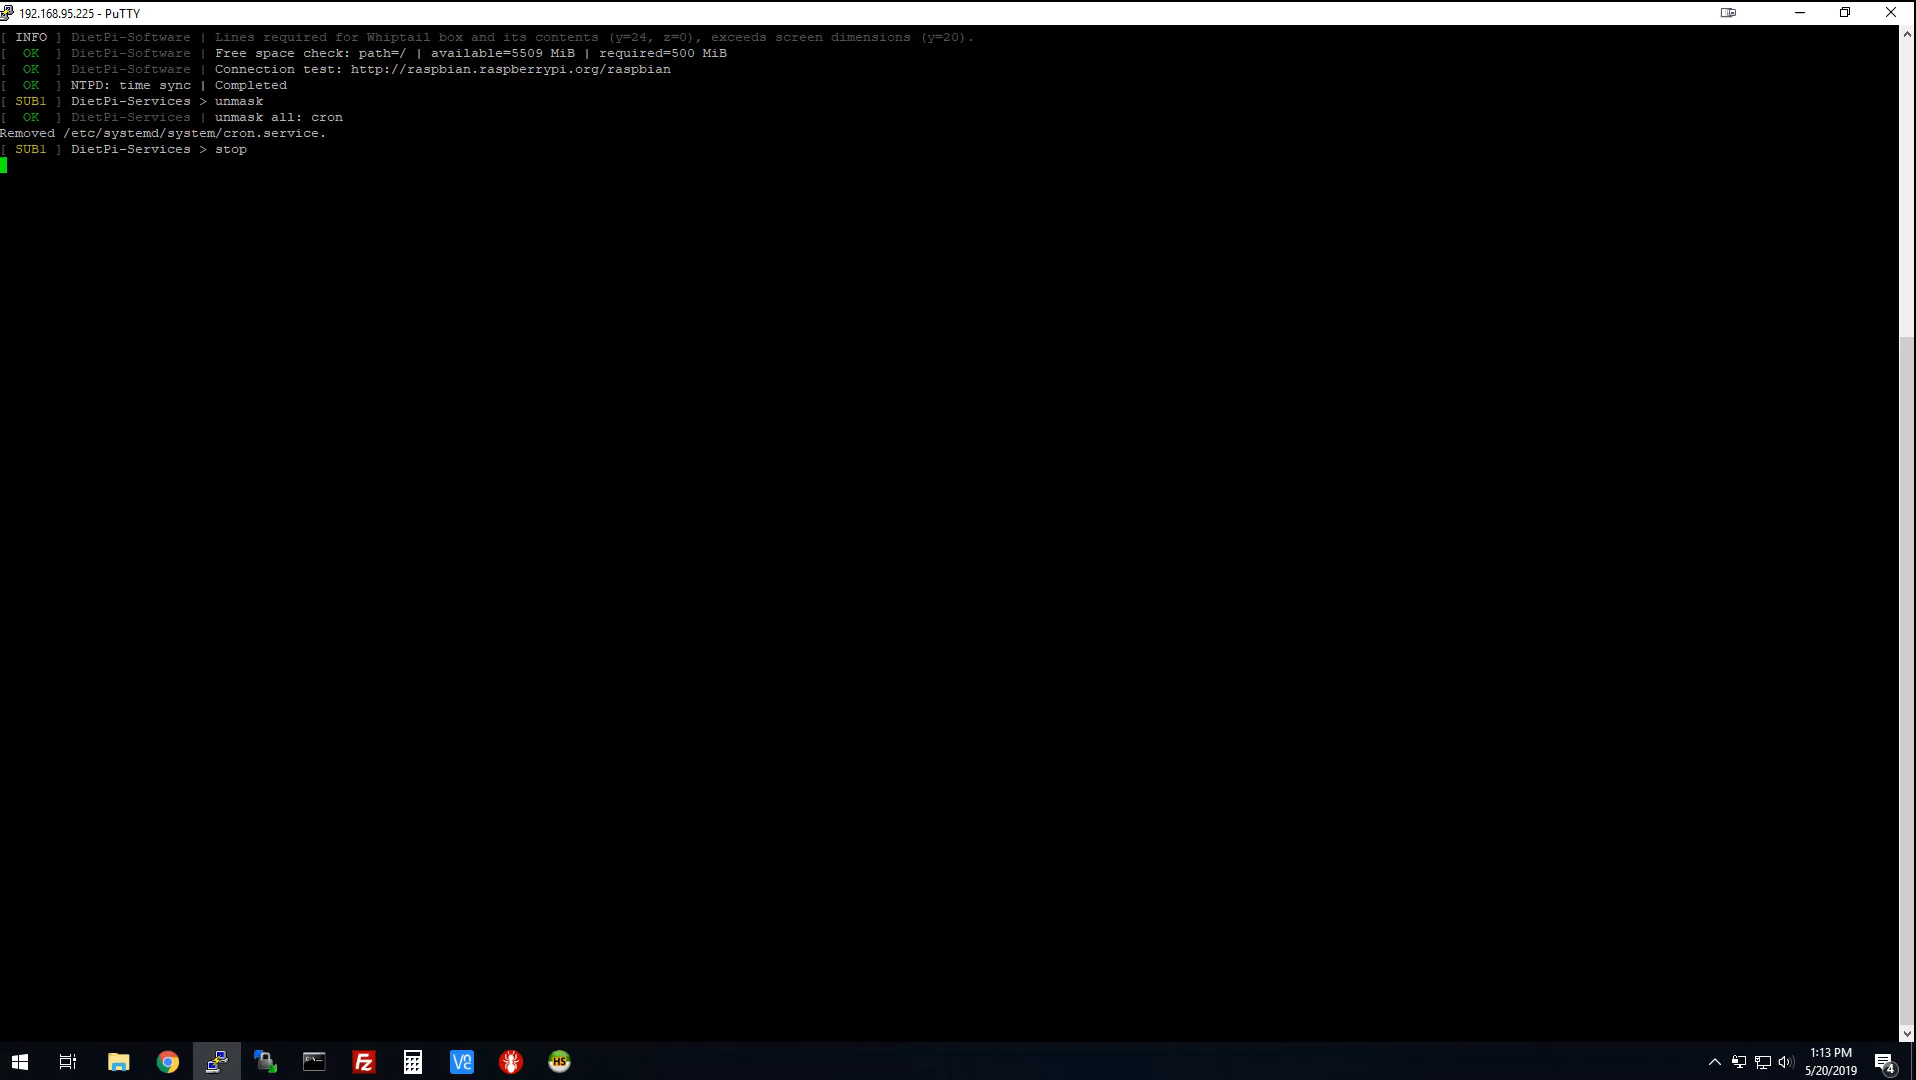 192.168.95.225 - PuTTY
[ INFO ] DietPi-Software | Lines required for Whiptail box and its contents (y=24, z=0), exceeds screen dimensions (y=20).
[  OK  ] DietPi-Software | Free space check: path=/ | available=5509 MiB | required=500 MiB
[  OK  ] DietPi-Software | Connection test: http://raspbian.raspberrypi.org/raspbian
[  OK  ] NTPD: time sync | Completed
[ SUB1 ] DietPi-Services > unmask
[  OK  ] DietPi-Services | unmask all: cron
Removed /etc/systemd/system/cron.service.
[ SUB1 ] DietPi-Services > stop
FZ
V2
HS
1:13 PM
5/20/2019
4